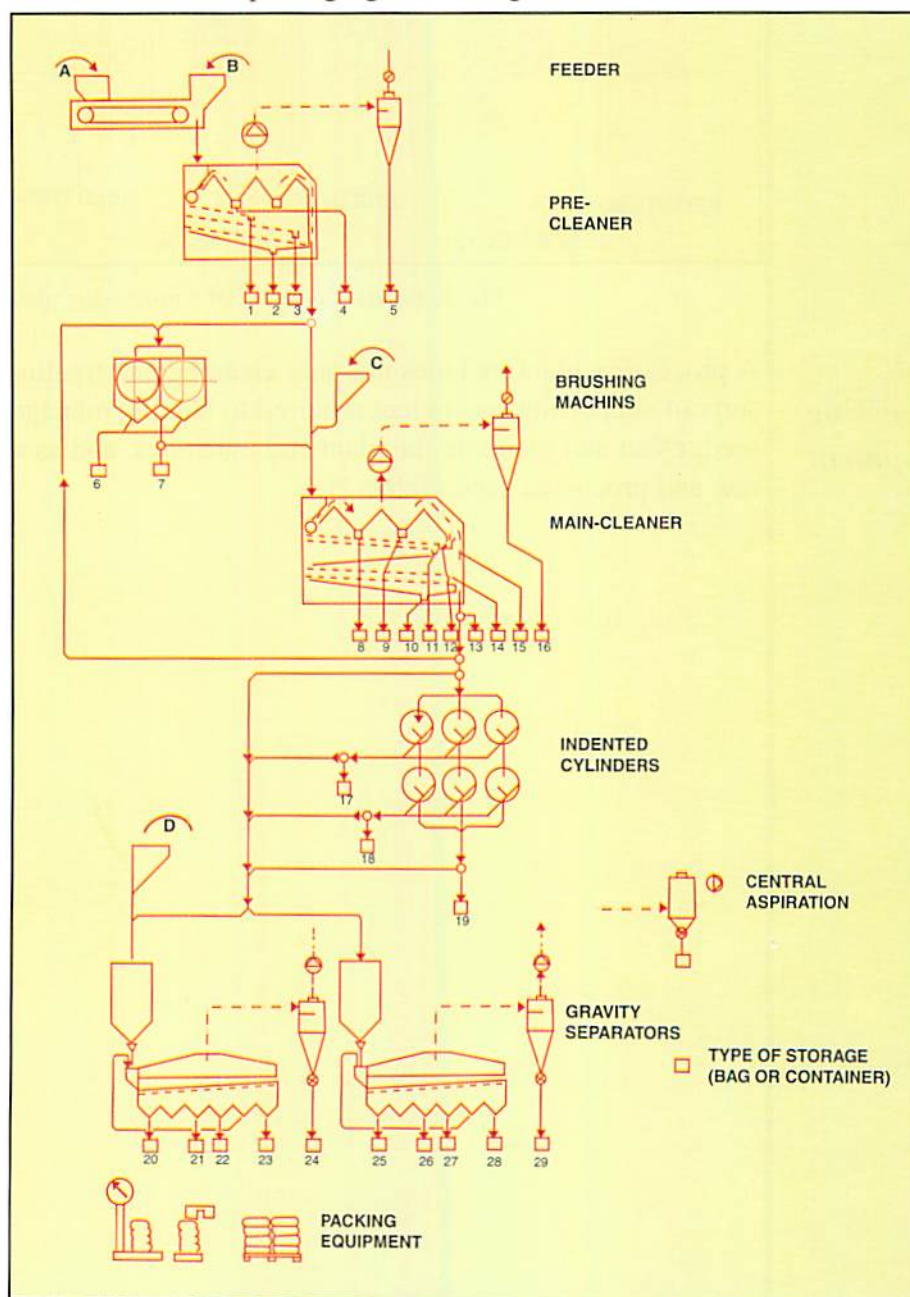 A
B
FEEDER
PRE-
CLEANER
1 2 3 4 5
C
BRUSHING
MACHINS
6 7
MAIN-CLEANER
8 9 10 11 12 13 14 15 16
INDENTED
CYLINDERS
17
D
18
CENTRAL
ASPIRATION
19
GRAVITY
SEPARATORS
TYPE OF STORAGE
(BAG OR CONTAINER)
20 21 22 23 24 25 26 27 28 29
PACKING
EQUIPMENT